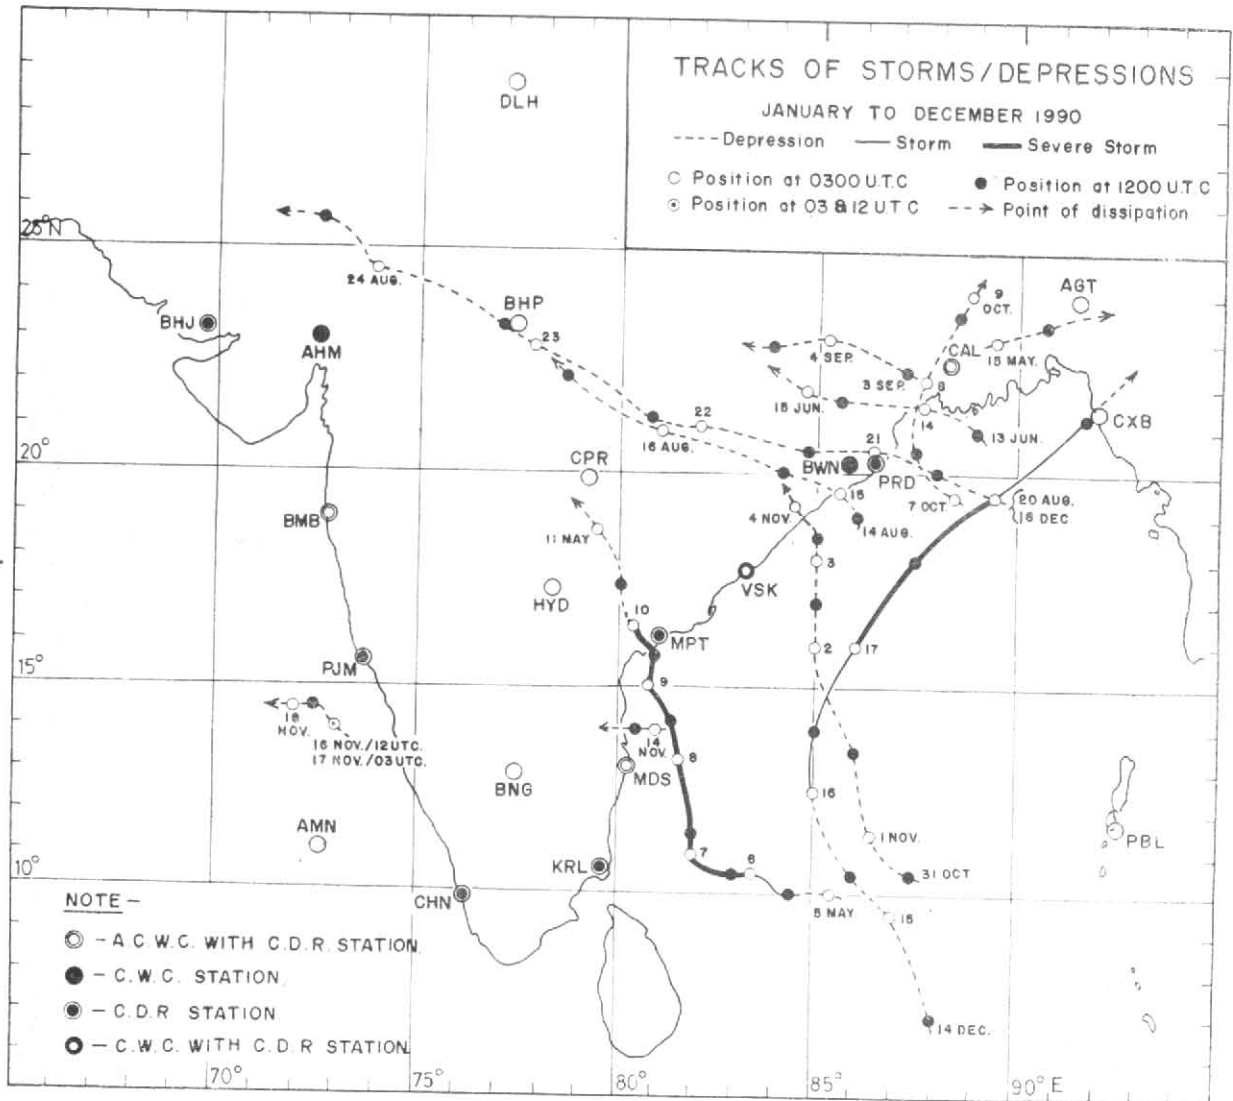 TRACKS OF STORMS/DEPRESSIONS
JANUARY TO DECEMBER 1990
Depression Storm Severe Storm
Position at 0300 U.T.C Position at 1200 U T C
Position at 03 & 12 U T C Point of dissipation
DLH
25°N
24 AUG.
BHP
23
BHJ
AHM
9
OCT.
AGT
CAL
15 MAY.
4 SEP.
3 SEP.
8
15 JUN.
14
13 JUN.
CXB
22
16 AUG.
21
20°
CPR
BWN
PRD
15
7 OCT.
20 AUG.
16 DEC.
4 NOV.
14 AUG.
BMB
11 MAY
3
HYD
VSK
10
MPT
2
17
PJM
15°
9
18
NOV.
16 NOV./12 UTC.
17 NOV./03 UTC.
14
NOV.
8
MDS
BNG
16
AMN
1 NOV.
PBL
7
6
KRL
31 OCT
10°
CHN
5 MAY.
15
14 DEC.
NOTE –
– A.C.W.C. WITH C.D.R. STATION.
– C.W.C. STATION.
– C.D.R STATION
– C.W.C. WITH C.D.R STATION.
70° 75° 80° 85° 90° E